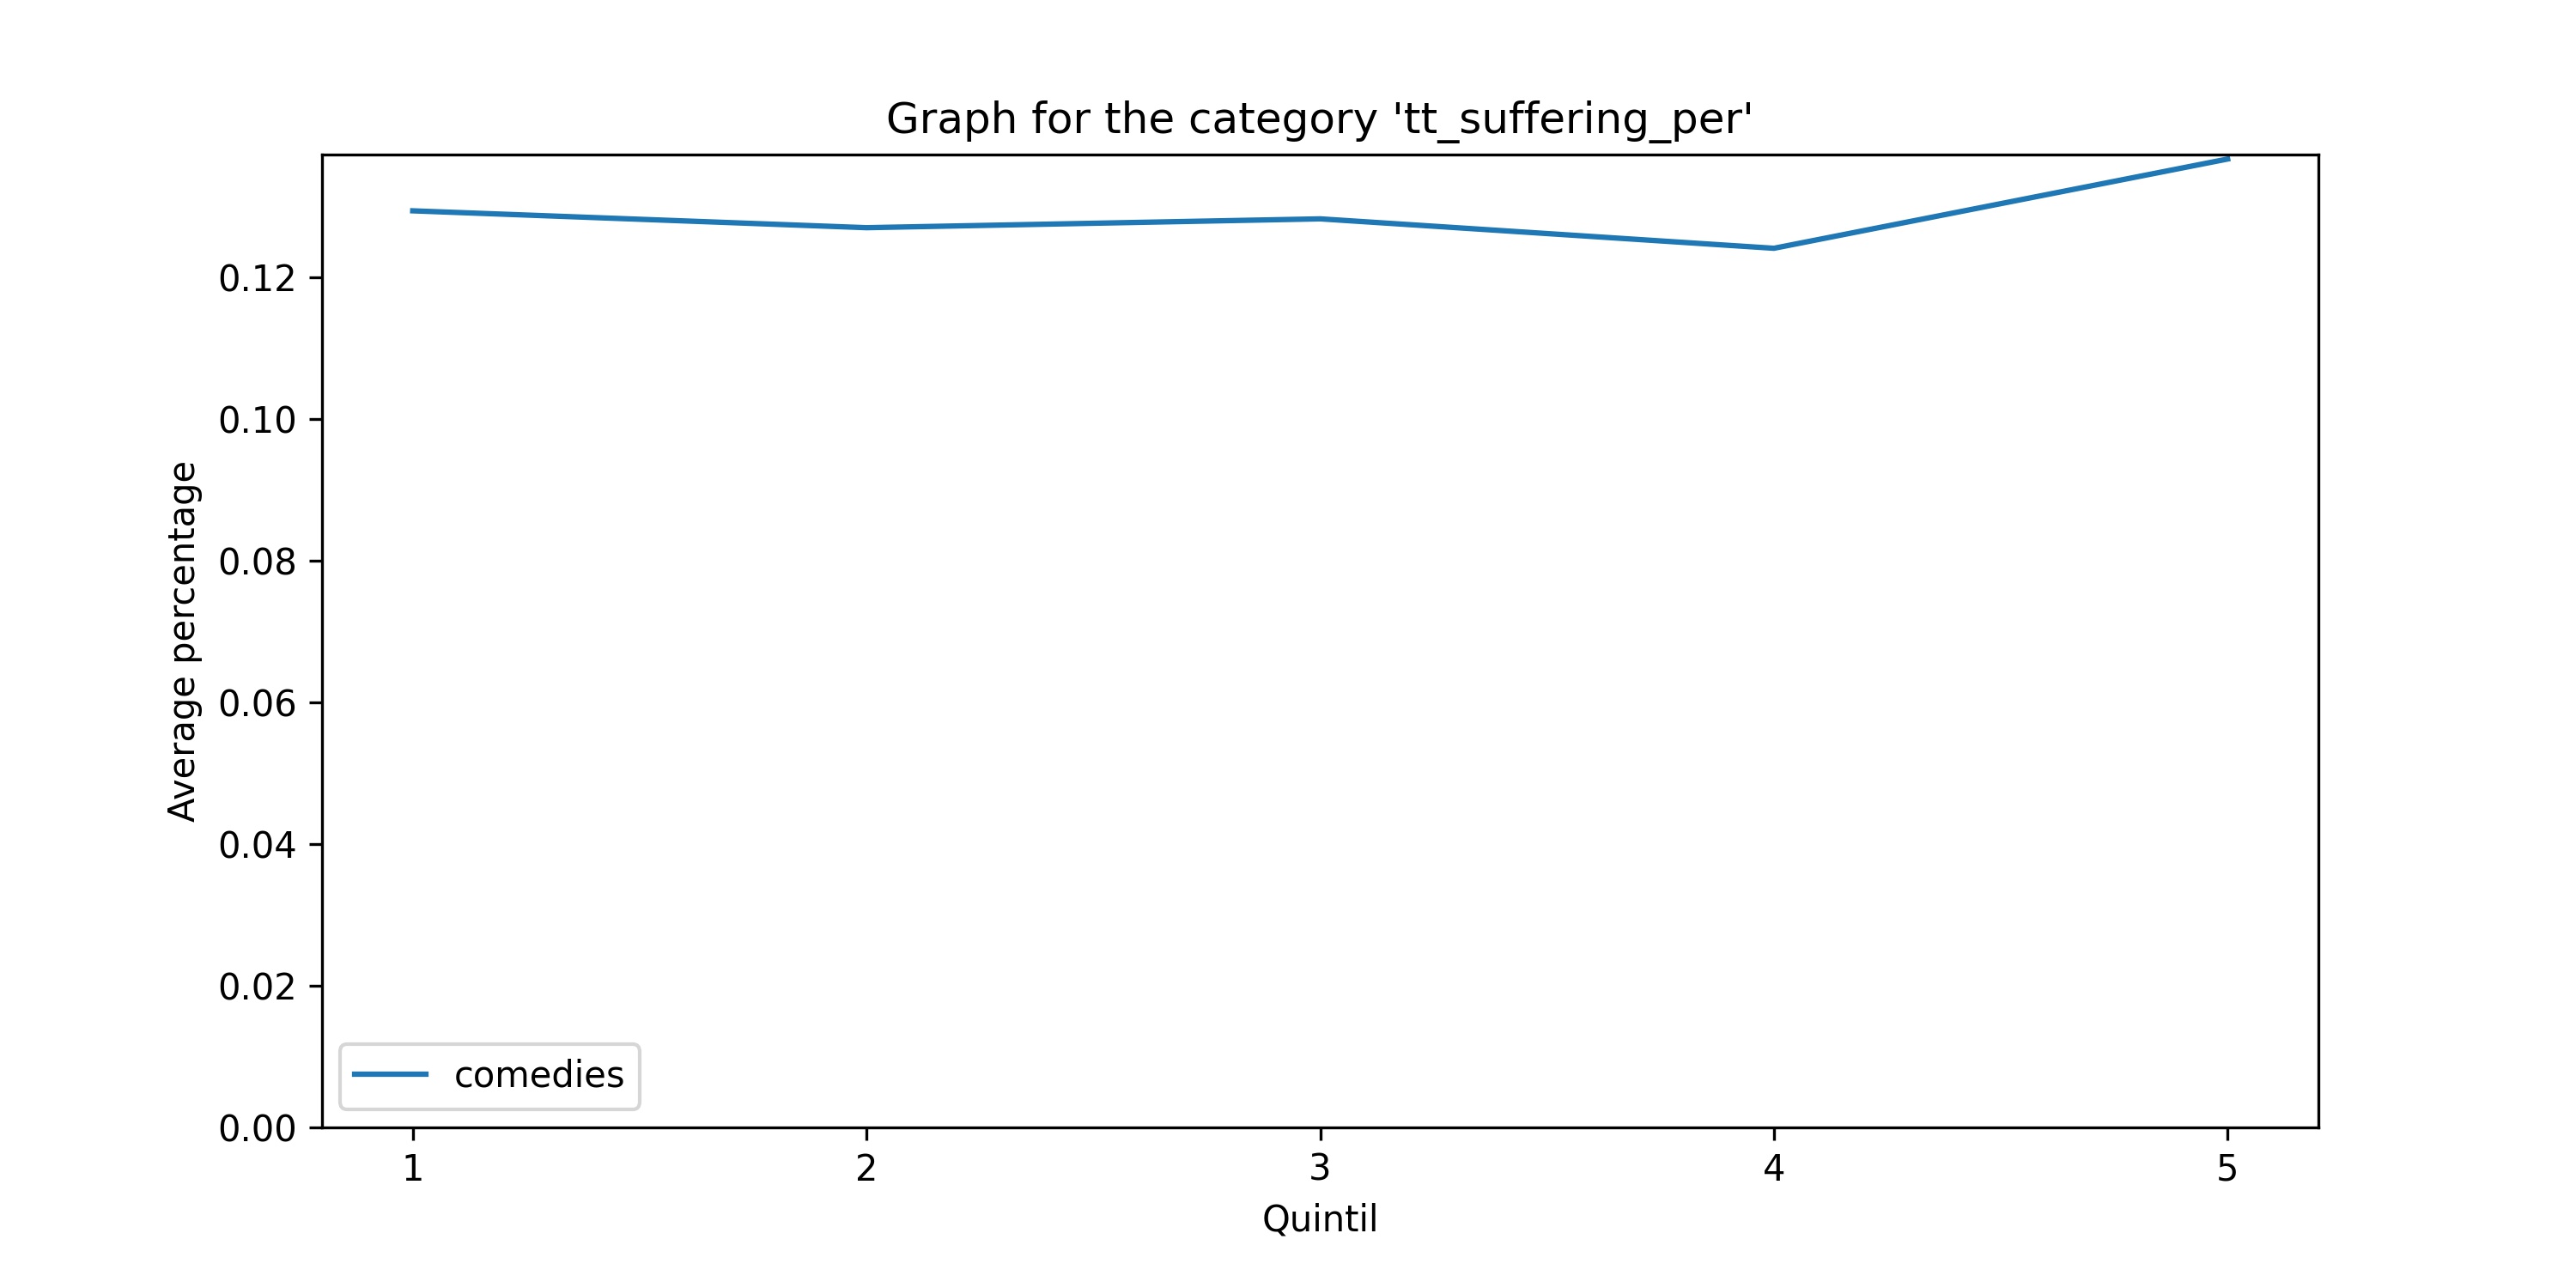 Graph for the category 'tt_suffering_per'
Average percentage
0.12
0.10
0.08
0.06
0.04
0.02
0.00
comedies
1 2 3 4 5
Quintil